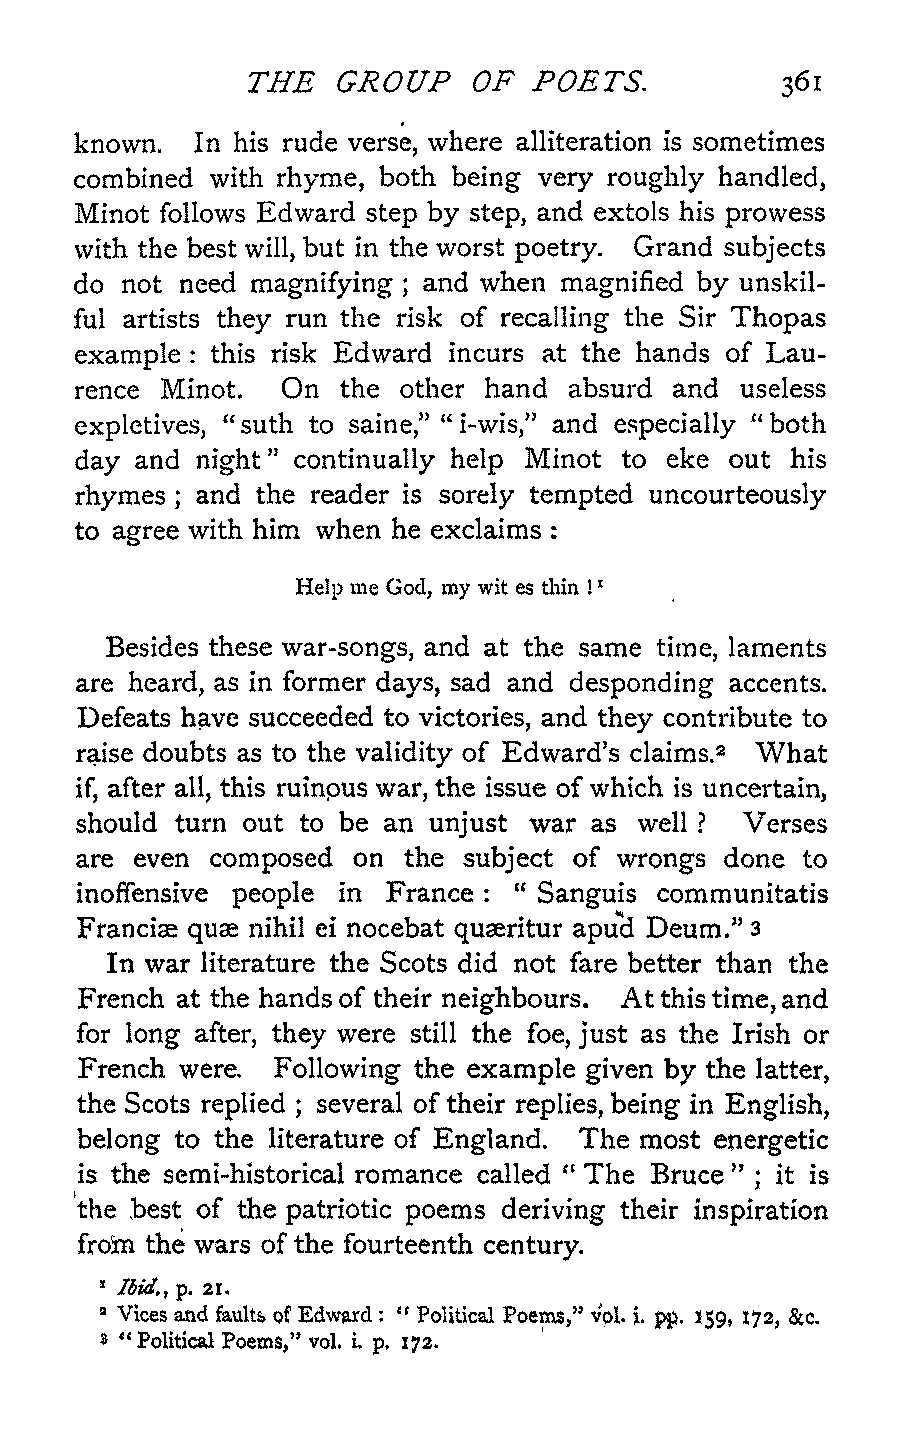 THE GROUP OF POETS. 361
known. In his rude verse, where alliteration is sometimes
combined with rhyme, both being very roughly handled,
Minot follows Edward step by step, and extols his prowess
with the best will, but in the worst poetry. Grand subjects
do not need magnifying ; and when magnified by unskil-
ful artists they run the risk of recalling the Sir Thopas
example : this risk Edward incurs at the hands of Lau-
rence Minot. On the other hand absurd and useless
expletives, “suth to saine,” “i-wis,” and especially “both
day and night” continually help Minot to eke out his
rhymes ; and the reader is sorely tempted uncourteously
to agree with him when he exclaims :
Help me God, my wit es thin !¹
Besides these war-songs, and at the same time, laments
are heard, as in former days, sad and desponding accents.
Defeats have succeeded to victories, and they contribute to
raise doubts as to the validity of Edward’s claims.² What
if, after all, this ruinous war, the issue of which is uncertain,
should turn out to be an unjust war as well ? Verses
are even composed on the subject of wrongs done to
inoffensive people in France : “ Sanguis communitatis
Franciæ quæ nihil ei nocebat quæritur apud Deum.” ³
In war literature the Scots did not fare better than the
French at the hands of their neighbours. At this time, and
for long after, they were still the foe, just as the Irish or
French were. Following the example given by the latter,
the Scots replied ; several of their replies, being in English,
belong to the literature of England. The most energetic
is the semi-historical romance called “ The Bruce ” ; it is
the best of the patriotic poems deriving their inspiration
from the wars of the fourteenth century.
¹ Ibid., p. 21.
² Vices and faults of Edward : “ Political Poems,” vol. i. pp. 159, 172, &c.
³ “Political Poems,” vol. i. p. 172.